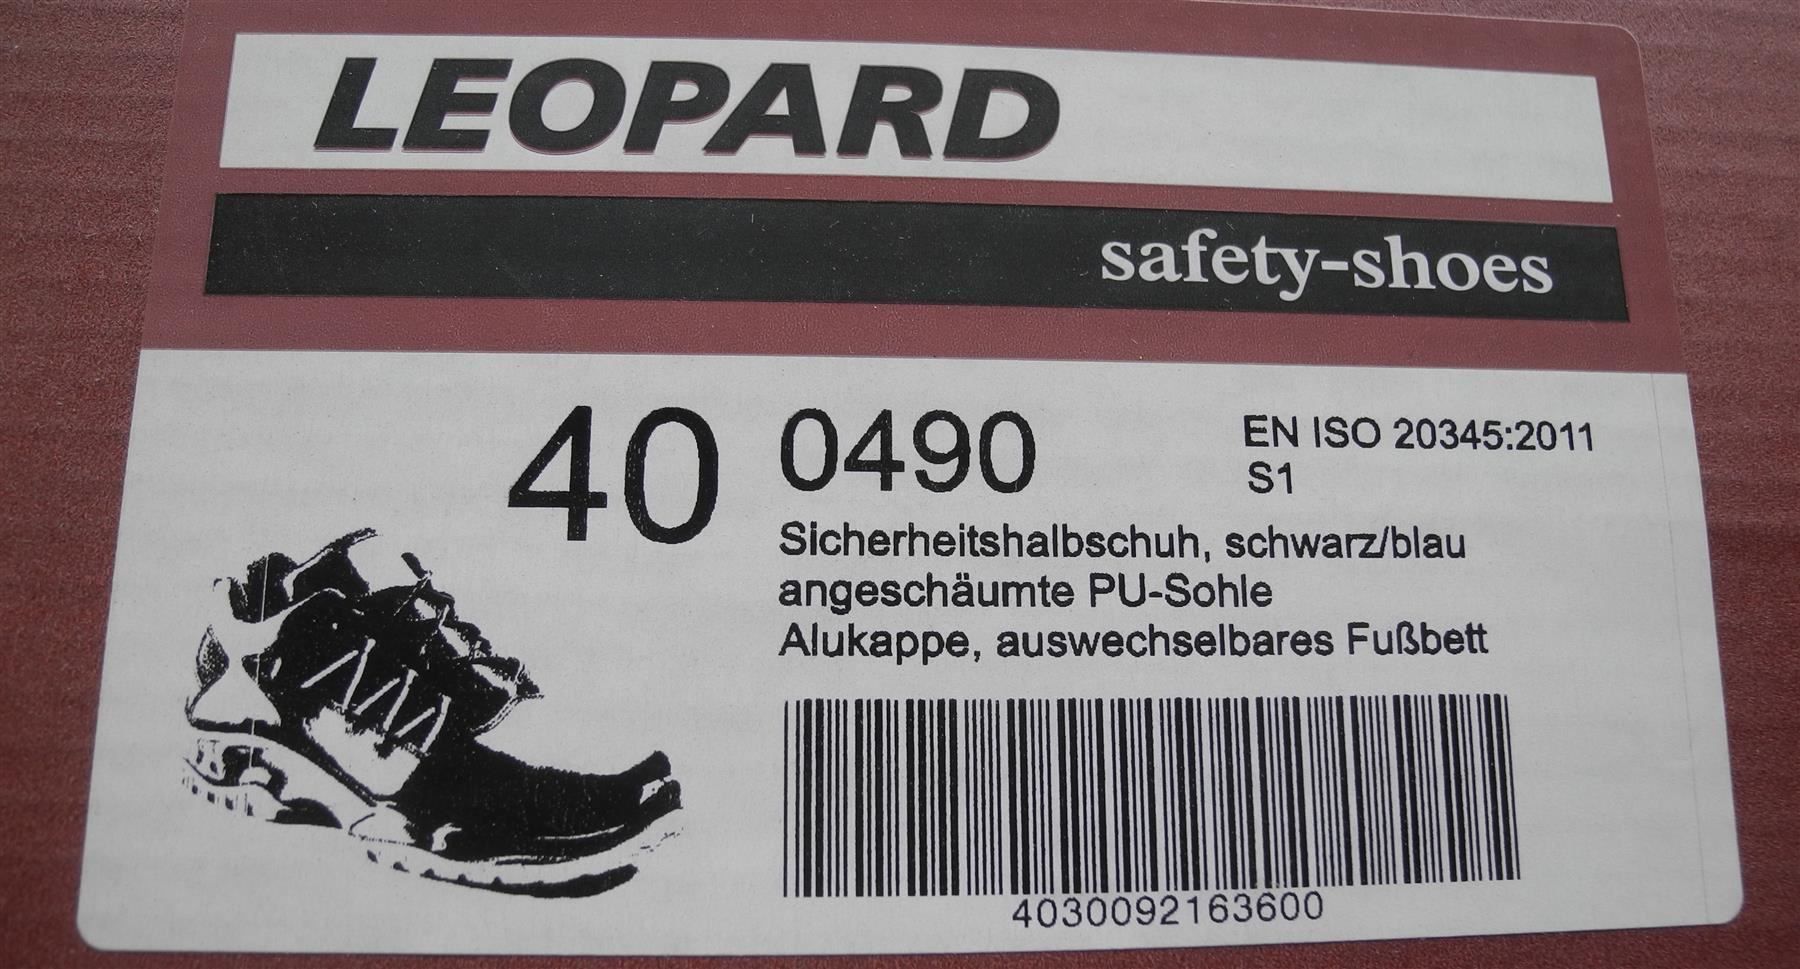 LEOPARD
safety-shoes
40 0490 EN ISO 20345:2011
S1
Sicherheitshalbschuh, schwarz/blau
angeschäumte PU-Sohle
Alukappe, auswechselbares Fußbett
4030092163600